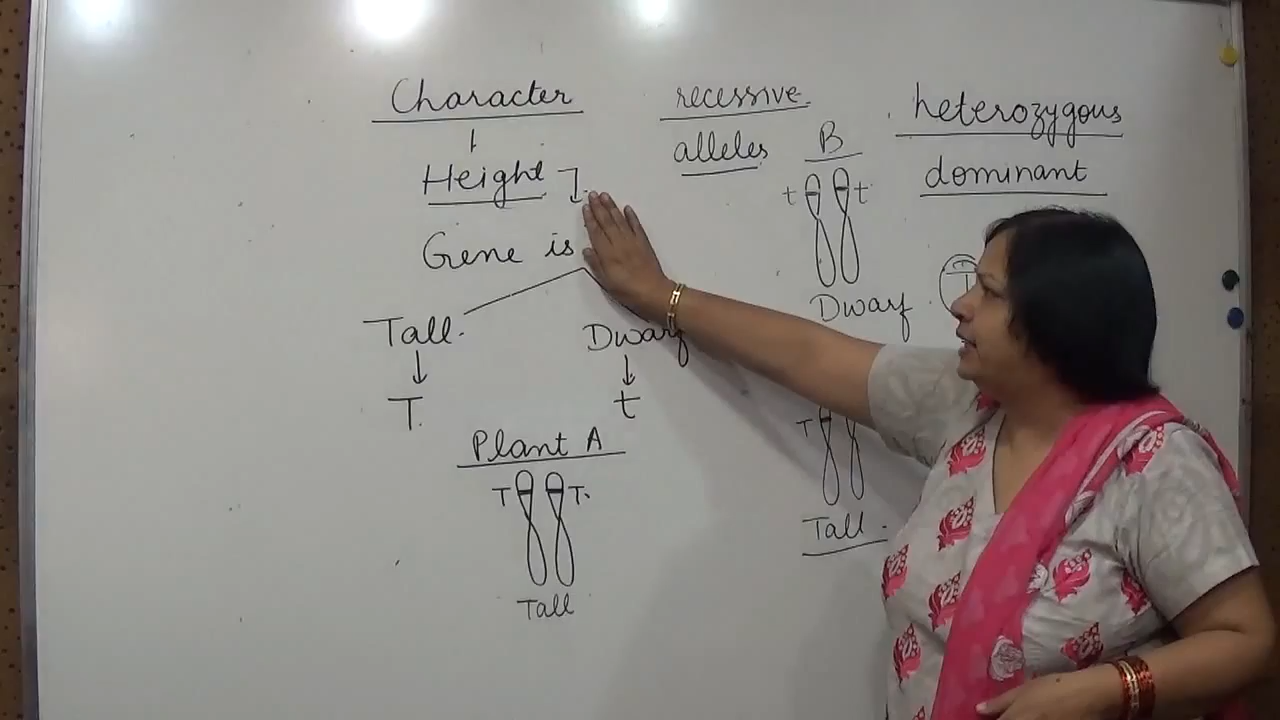 Character
Height
Gene is
Tall.
Dwarf
T.
t
Plant A
T T.
Tall
recessive
alleles
B
t t
Dwarf
T
Tall.
heterozygous
dominant
T